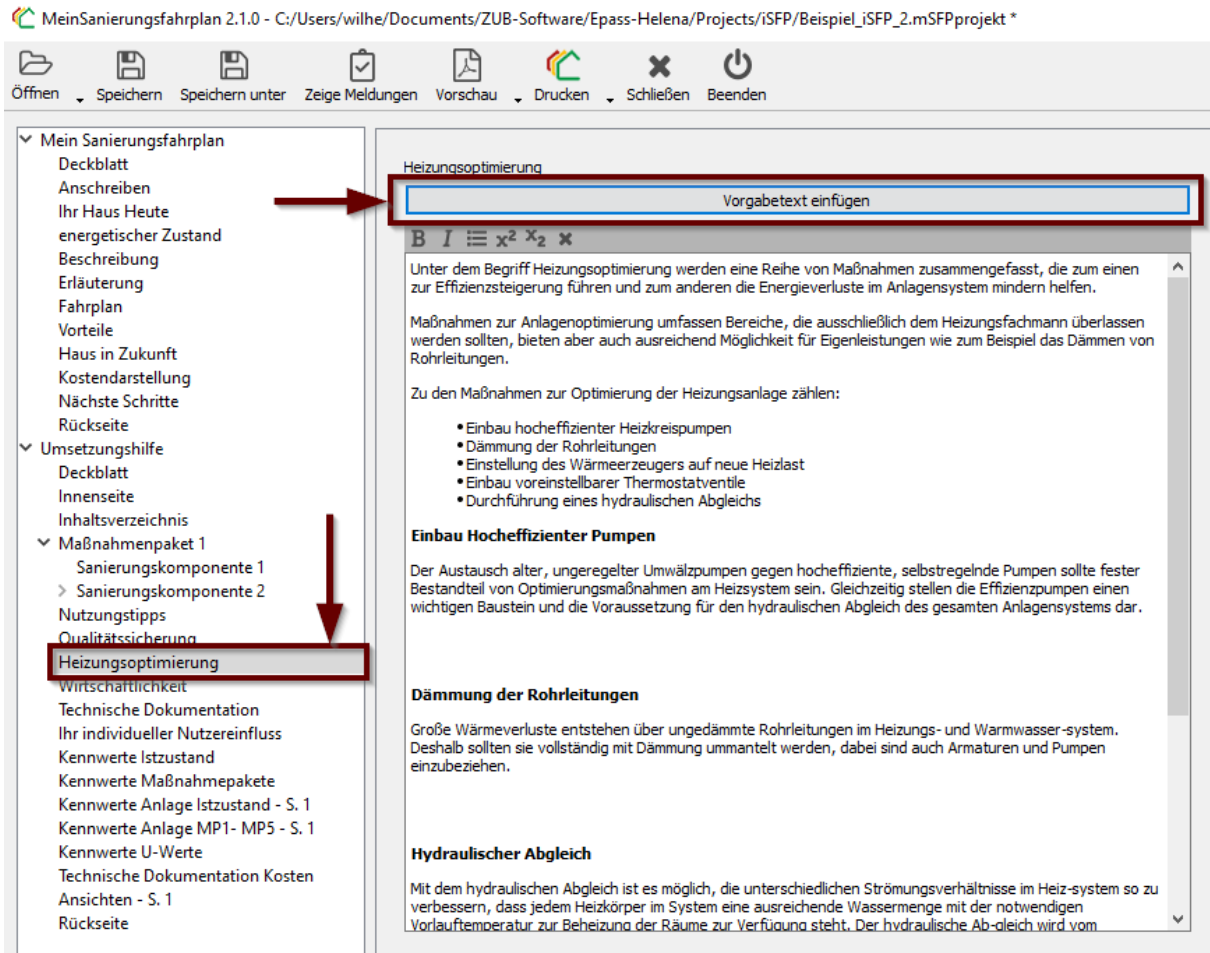 MeinSanierungsfahrplan 2.1.0 - C:/Users/wilhe/Documents/ZUB-Software/Epass-Helena/Projects/iSFP/Beispiel_iSFP_2.mSFPprojekt *
Öffnen Speichern Speichern unter Zeige Meldungen Vorschau Drucken Schließen Beenden
Mein Sanierungsfahrplan
Deckblatt
Anschreiben
Ihr Haus Heute
energetischer Zustand
Beschreibung
Erläuterung
Fahrplan
Vorteile
Haus in Zukunft
Kostendarstellung
Nächste Schritte
Rückseite
Umsetzungshilfe
Deckblatt
Innenseite
Inhaltsverzeichnis
Maßnahmenpaket 1
Sanierungskomponente 1
Sanierungskomponente 2
Nutzungstipps
Qualitätssicherung
Heizungsoptimierung
Wirtschaftlichkeit
Technische Dokumentation
Ihr individueller Nutzereinfluss
Kennwerte Istzustand
Kennwerte Maßnahmepakete
Kennwerte Anlage Istzustand - S. 1
Kennwerte Anlage MP1- MP5 - S. 1
Kennwerte U-Werte
Technische Dokumentation Kosten
Ansichten - S. 1
Rückseite
Heizungsoptimierung
Vorgabetext einfügen
B I x² X₂
Unter dem Begriff Heizungsoptimierung werden eine Reihe von Maßnahmen zusammengefasst, die zum einen
zur Effizienzsteigerung führen und zum anderen die Energieverluste im Anlagensystem mindern helfen.
Maßnahmen zur Anlagenoptimierung umfassen Bereiche, die ausschließlich dem Heizungsfachmann überlassen
werden sollten, bieten aber auch ausreichend Möglichkeit für Eigenleistungen wie zum Beispiel das Dämmen von
Rohrleitungen.
Zu den Maßnahmen zur Optimierung der Heizungsanlage zählen:
• Einbau hocheffizienter Heizkreispumpen
• Dämmung der Rohrleitungen
• Einstellung des Wärmeerzeugers auf neue Heizlast
• Einbau voreinstellbarer Thermostatventile
• Durchführung eines hydraulischen Abgleichs
Einbau Hocheffizienter Pumpen
Der Austausch alter, ungeregelter Umwälzpumpen gegen hocheffiziente, selbstregelnde Pumpen sollte fester
Bestandteil von Optimierungsmaßnahmen am Heizsystem sein. Gleichzeitig stellen die Effizienzpumpen einen
wichtigen Baustein und die Voraussetzung für den hydraulischen Abgleich des gesamten Anlagensystems dar.
Dämmung der Rohrleitungen
Große Wärmeverluste entstehen über ungedämmte Rohrleitungen im Heizungs- und Warmwasser-system.
Deshalb sollten sie vollständig mit Dämmung ummantelt werden, dabei sind auch Armaturen und Pumpen
einzubeziehen.
Hydraulischer Abgleich
Mit dem hydraulischen Abgleich ist es möglich, die unterschiedlichen Strömungsverhältnisse im Heiz-system so zu
verbessern, dass jedem Heizkörper im System eine ausreichende Wassermenge mit der notwendigen
Vorlauftemperatur zur Beheizung der Räume zur Verfügung steht. Der hydraulische Ab-gleich wird vom